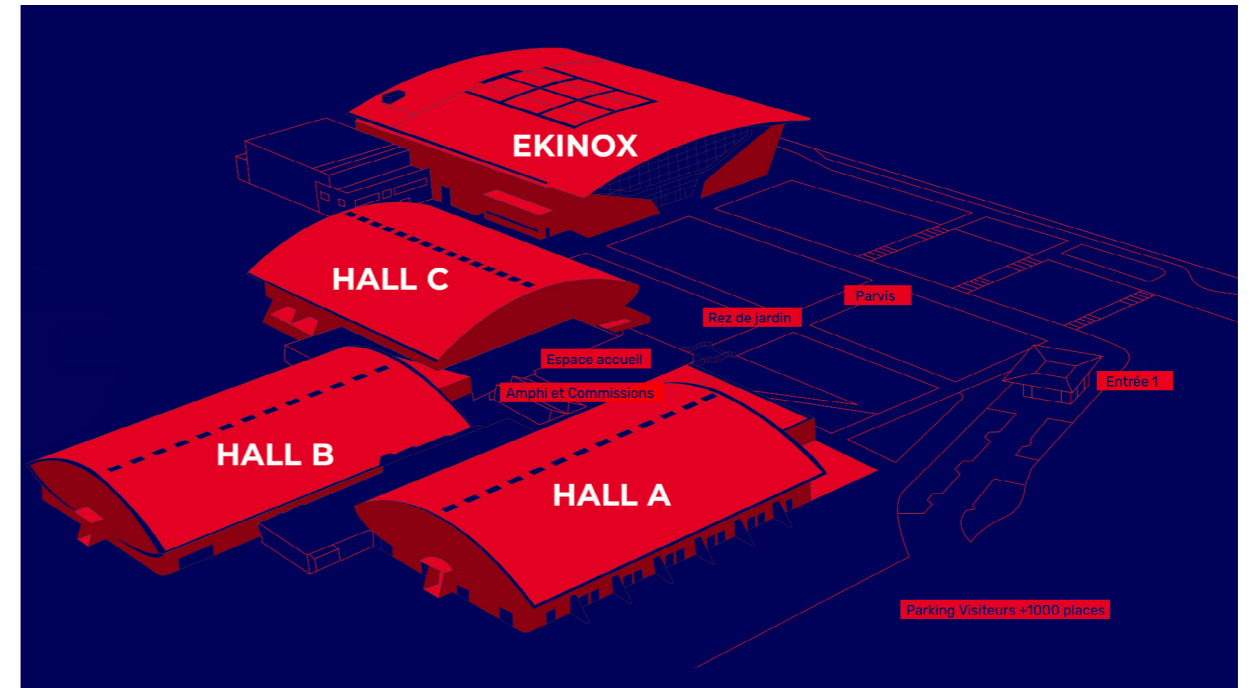 EKINOX
HALL C
Parvis
Rez de jardin
Espace accueil
Entrée 1
Amphi et Commissions
HALL B
HALL A
Parking Visiteurs +1000 places